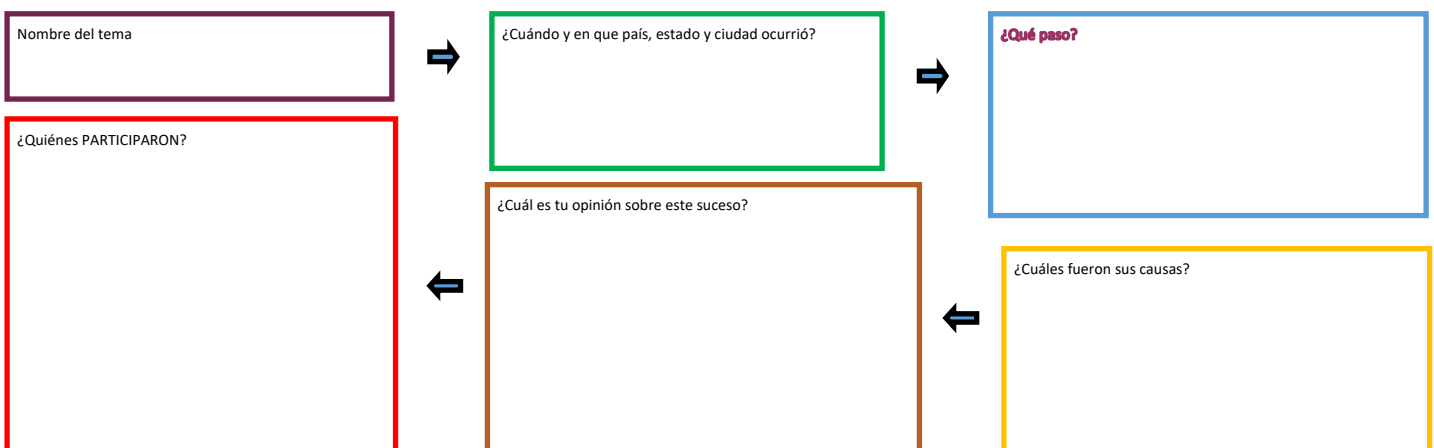 Nombre del tema
¿Cuándo y en que país, estado y ciudad ocurrió?
¿Qué paso?
¿Quiénes PARTICIPARON?
¿Cuál es tu opinión sobre este suceso?
¿Cuáles fueron sus causas?